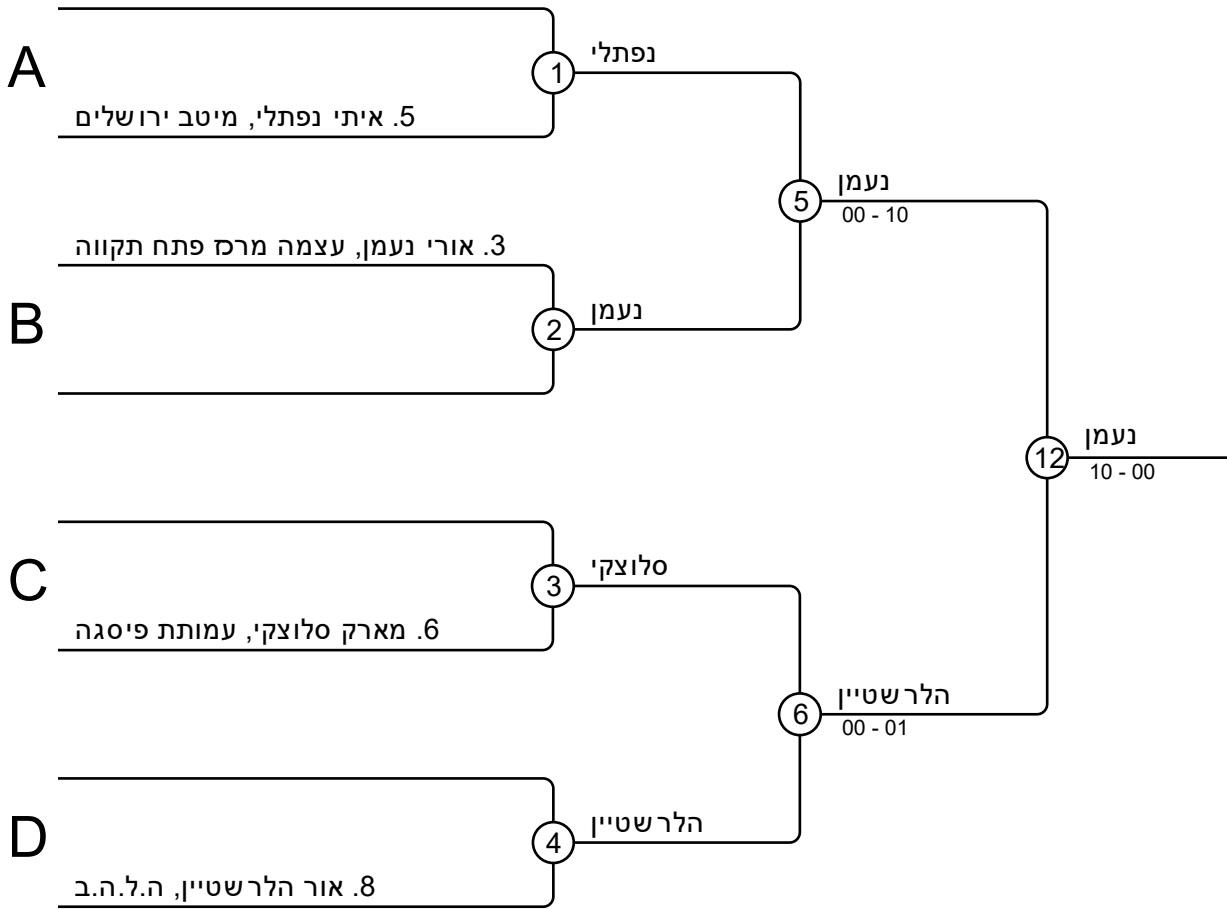 A
1
נפתלי
5. איתי נפתלי, מיטב ירושלים
5
נעמן
00 - 10
3. אורי נעמן, עצמה מרכז פתח תקווה
B
2
נעמן
12
נעמן
10 - 00
C
3
סלוצקי
6. מארק סלוצקי, עמותת פיסגה
6
הלרשטיין
00 - 01
D
4
הלרשטיין
8. אור הלרשטיין, ה.ל.ה.ב